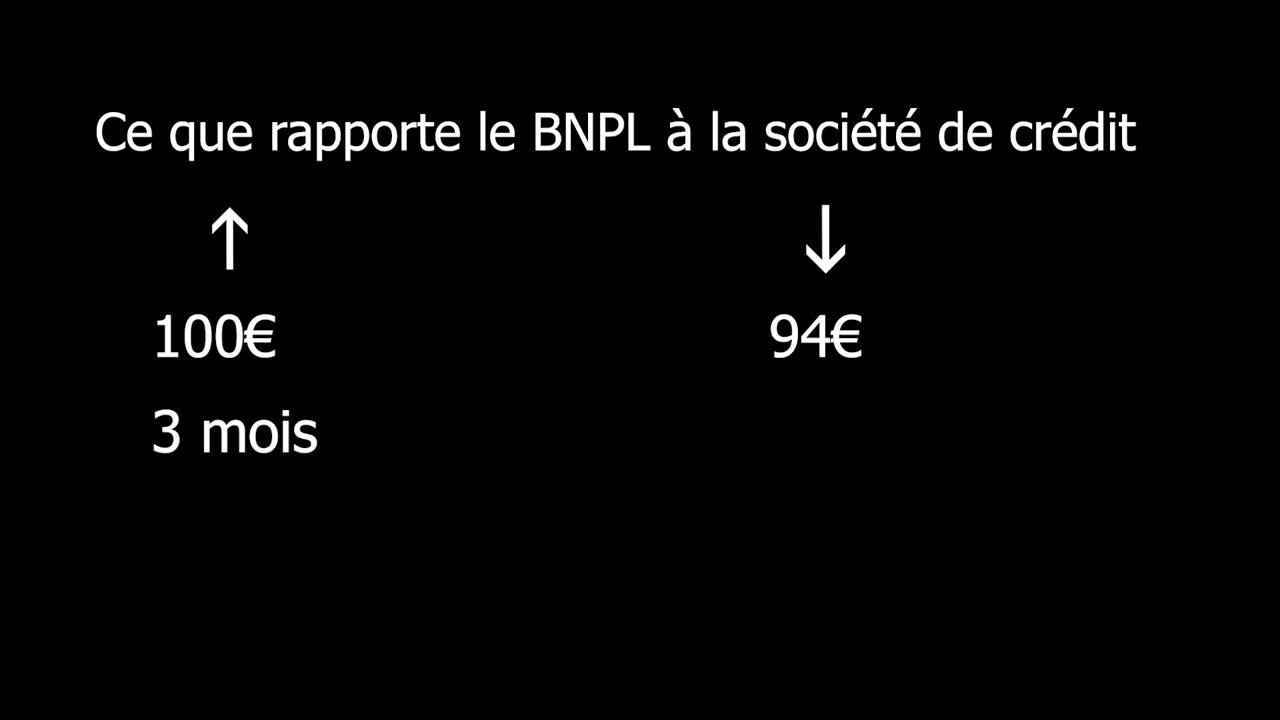 Ce que rapporte le BNPL à la société de crédit
↑ ↓
100€ 94€
3 mois